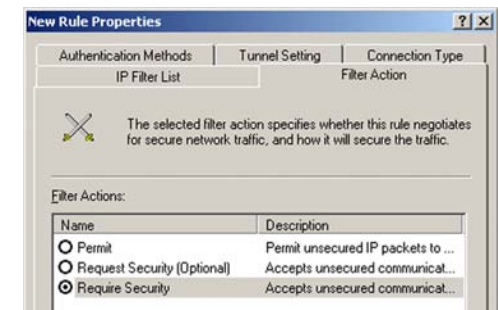 New Rule Properties
Authentication Methods Tunnel Setting Connection Type
IP Filter List Filter Action
The selected filter action specifies whether this rule negotiates
for secure network traffic, and how it will secure the traffic.
Filter Actions:
Name Description
Permit Permit unsecured IP packets to ...
Request Security (Optional) Accepts unsecured communicat...
Require Security Accepts unsecured communicat...